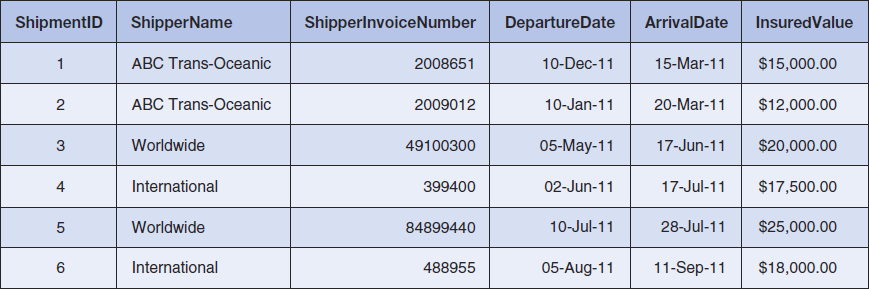 ShipmentID ShipperName ShipperInvoiceNumber DepartureDate ArrivalDate InsuredValue
1 ABC Trans-Oceanic 2008651 10-Dec-11 15-Mar-11 $15,000.00
2 ABC Trans-Oceanic 2009012 10-Jan-11 20-Mar-11 $12,000.00
3 Worldwide 49100300 05-May-11 17-Jun-11 $20,000.00
4 International 399400 02-Jun-11 17-Jul-11 $17,500.00
5 Worldwide 84899440 10-Jul-11 28-Jul-11 $25,000.00
6 International 488955 05-Aug-11 11-Sep-11 $18,000.00